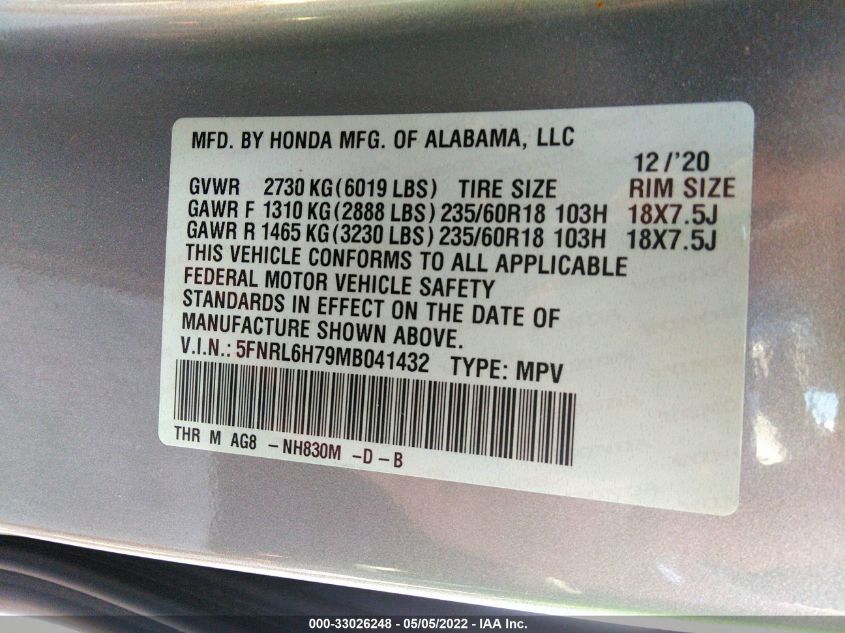 MFD. BY HONDA MFG. OF ALABAMA, LLC
12/'20
GVWR 2730 KG(6019 LBS) TIRE SIZE RIM SIZE
GAWR F 1310 KG(2888 LBS) 235/60R18 103H 18X7.5J
GAWR R 1465 KG(3230 LBS) 235/60R18 103H 18X7.5J
THIS VEHICLE CONFORMS TO ALL APPLICABLE
FEDERAL MOTOR VEHICLE SAFETY
STANDARDS IN EFFECT ON THE DATE OF
MANUFACTURE SHOWN ABOVE.
V.I.N.: 5FNRL6H79MB041432 TYPE: MPV
THR M AG8 -NH830M -D-B
000-33026248 - 05/05/2022 - IAA Inc.